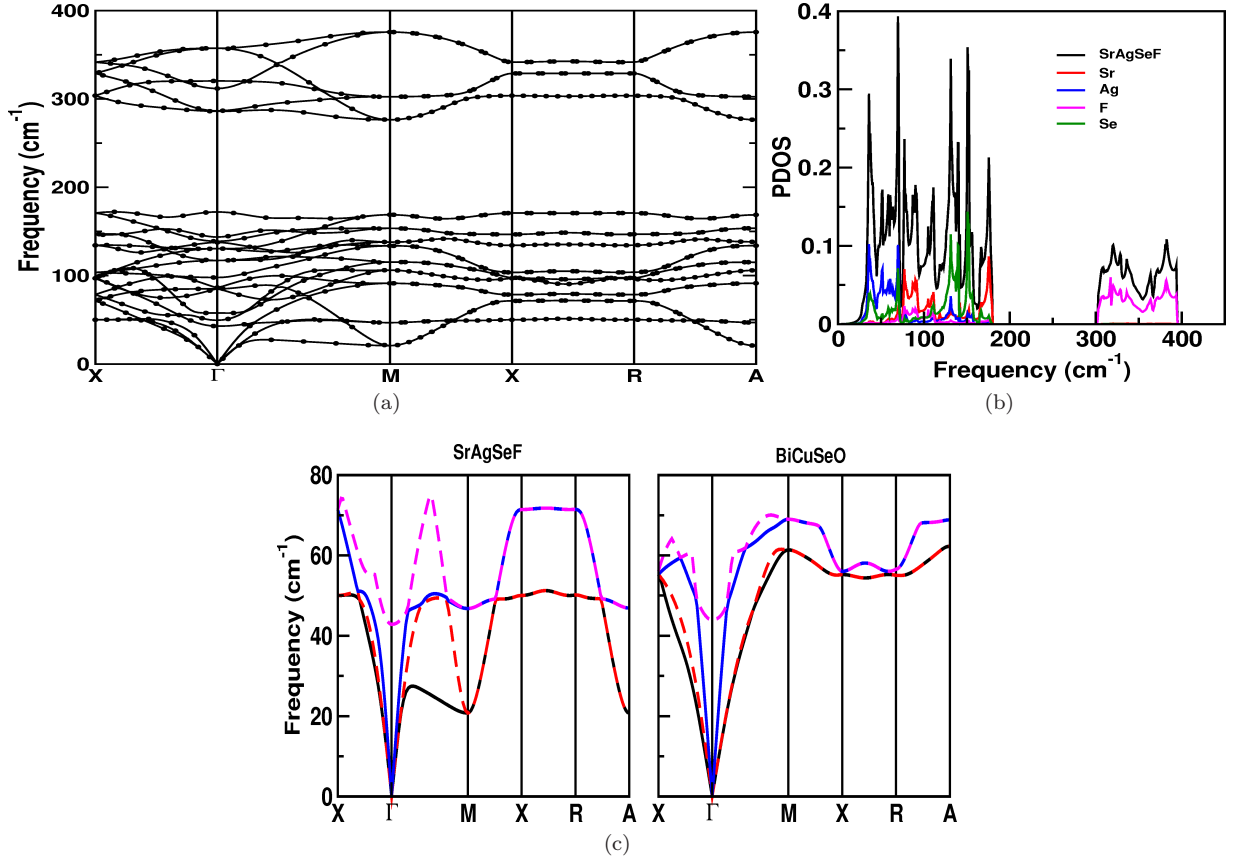 400
300
200
100
0
Frequency (cm-1)
X Γ M X R A
(a)
0.4
0.3
0.2
0.1
0
PDOS
SrAgSeF
Sr
Ag
F
Se
0 100 200 300 400
Frequency (cm-1)
(b)
SrAgSeF
BiCuSeO
80
60
40
20
0
Frequency (cm-1)
X Γ M X R A
X Γ M X R A
(c)